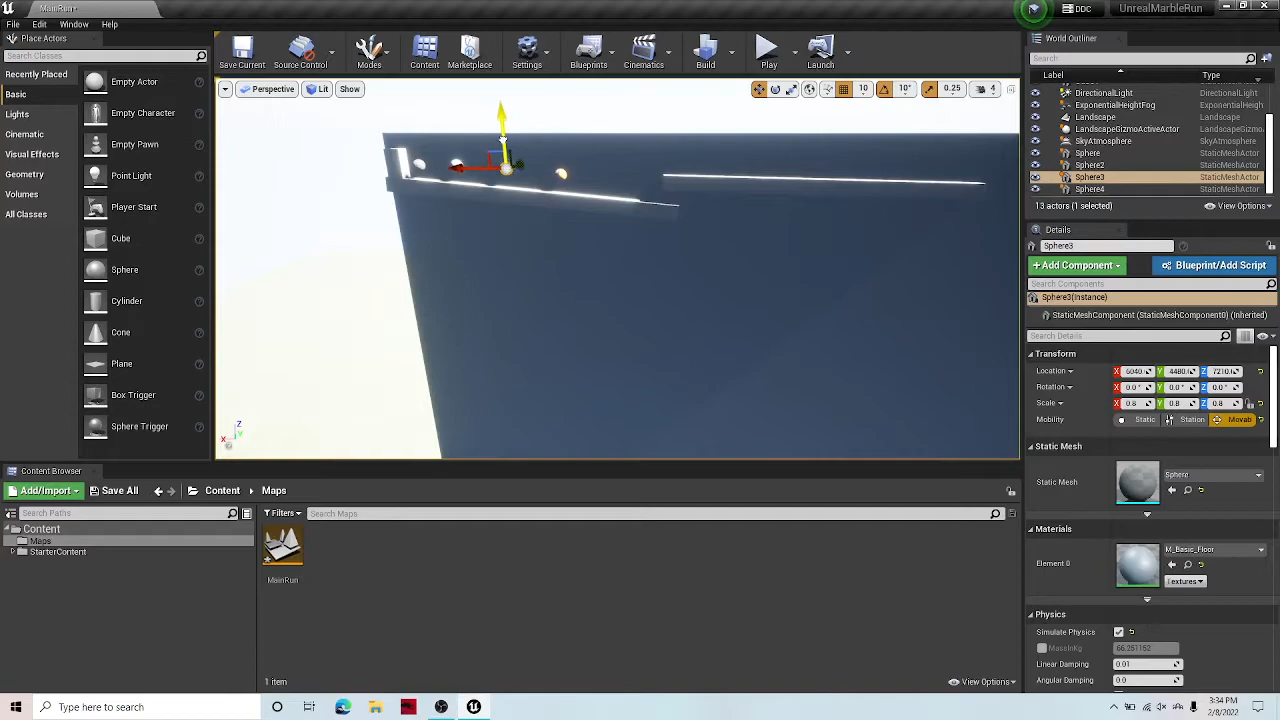 MainRun*
DDC
UnrealMarbleRun
File
Edit
Window
Help
Place Actors
Search Classes
Recently Placed
Basic
Lights
Cinematic
Visual Effects
Geometry
Volumes
All Classes
Empty Actor
Empty Character
Empty Pawn
Point Light
Player Start
Cube
Sphere
Cylinder
Cone
Plane
Box Trigger
Sphere Trigger
Save Current
Source Control
Modes
Content
Marketplace
Settings
Blueprints
Cinematics
Build
Play
Launch
Perspective
Lit
Show
10
10°
0.25
4
World Outliner
Search...
Label
Type
DirectionalLight
DirectionalLight
ExponentialHeightFog
ExponentialHeigh
Landscape
Landscape
LandscapeGizmoActiveActor
LandscapeGizmo
SkyAtmosphere
SkyAtmosphere
Sphere
StaticMeshActor
Sphere2
StaticMeshActor
Sphere3
StaticMeshActor
Sphere4
StaticMeshActor
13 actors (1 selected)
View Options
Details
Sphere3
+Add Component
Blueprint/Add Script
Search Components
Sphere3(Instance)
StaticMeshComponent (StaticMeshComponent0) (Inherited)
Search Details
Transform
Location
X 6040
Y 4480.0
Z 7210.0
Rotation
X 0.0 °
Y 0.0 °
Z 0.0 °
Scale
X 0.8
Y 0.8
Z 0.8
Mobility
Static
Station
Movab
Static Mesh
Static Mesh
Sphere
Materials
Element 0
M_Basic_Floor
Textures
Physics
Simulate Physics
MassInKg
66.251152
Linear Damping
0.01
Angular Damping
0.0
Content Browser
Add/Import
Save All
Content
Maps
Search Paths
Filters
Search Maps
Content
Maps
StarterContent
MainRun
1 item
View Options
X
Y
Z
Type here to search
3:34 PM
2/8/2022